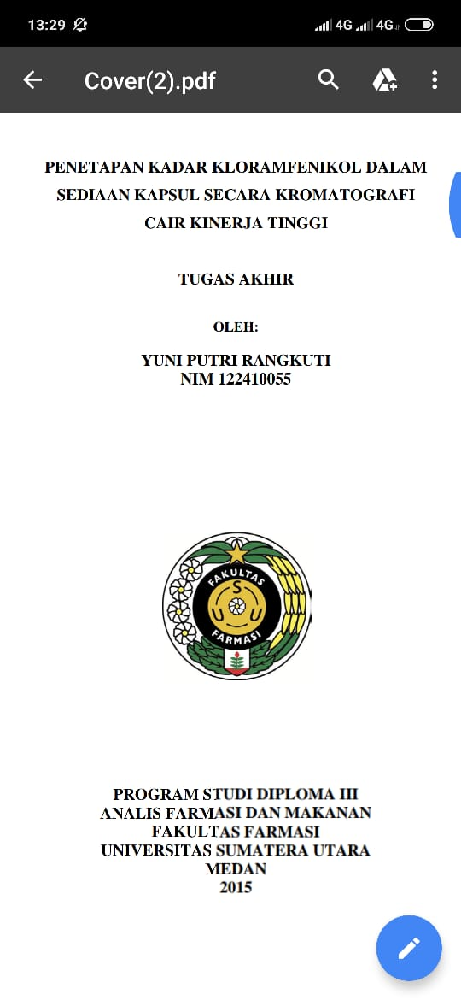 13:29
4G
4G
Cover(2).pdf
PENETAPAN KADAR KLORAMFENIKOL DALAM
SEDIAAN KAPSUL SECARA KROMATOGRAFI
CAIR KINERJA TINGGI
TUGAS AKHIR
OLEH:
YUNI PUTRI RANGKUTI
NIM 122410055
FAKULTAS
S
U U
FARMASI
PROGRAM STUDI DIPLOMA III
ANALIS FARMASI DAN MAKANAN
FAKULTAS FARMASI
UNIVERSITAS SUMATERA UTARA
MEDAN
2015